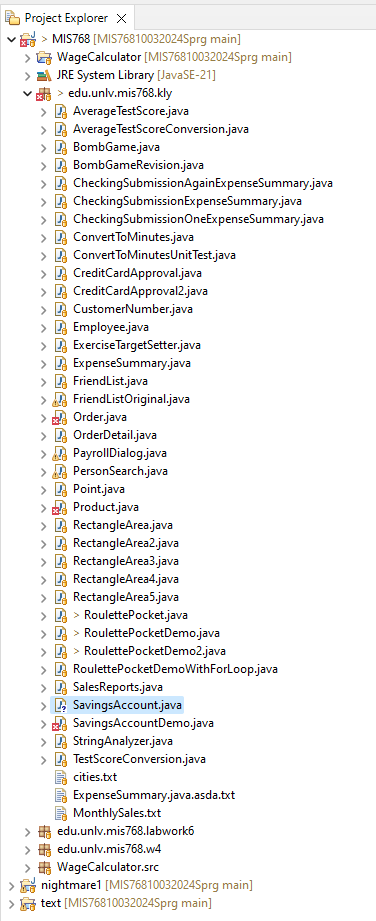 Project Explorer
> MIS768 [MIS76810032024Sprg main]
WageCalculator [MIS76810032024Sprg main]
JRE System Library [JavaSE-21]
> edu.unlv.mis768.kly
AverageTestScore.java
AverageTestScoreConversion.java
BombGame.java
BombGameRevision.java
CheckingSubmissionAgainExpenseSummary.java
CheckingSubmissionExpenseSummary.java
CheckingSubmissionOneExpenseSummary.java
ConvertToMinutes.java
ConvertToMinutesUnitTest.java
CreditCardApproval.java
CreditCardApproval2.java
CustomerNumber.java
Employee.java
ExerciseTargetSetter.java
ExpenseSummary.java
FriendList.java
FriendListOriginal.java
Order.java
OrderDetail.java
PayrollDialog.java
PersonSearch.java
Point.java
Product.java
RectangleArea.java
RectangleArea2.java
RectangleArea3.java
RectangleArea4.java
RectangleArea5.java
> RoulettePocket.java
> RoulettePocketDemo.java
> RoulettePocketDemo2.java
RoulettePocketDemoWithForLoop.java
SalesReports.java
SavingsAccount.java
SavingsAccountDemo.java
StringAnalyzer.java
TestScoreConversion.java
cities.txt
ExpenseSummary.java.asda.txt
MonthlySales.txt
edu.unlv.mis768.labwork6
edu.unlv.mis768.w4
WageCalculator.src
nightmare1 [MIS76810032024Sprg main]
text [MIS76810032024Sprg main]